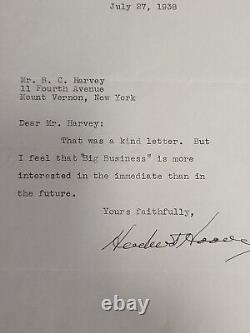 July 27, 1938
Mr. R. C. Harvey
11 Fourth Avenue
Mount Vernon, New York
Dear Mr. Harvey:
That was a kind letter. But
I feel that "Big Business" is more
interested in the immediate than in
the future.
Yours faithfully,
Herbert Hoover